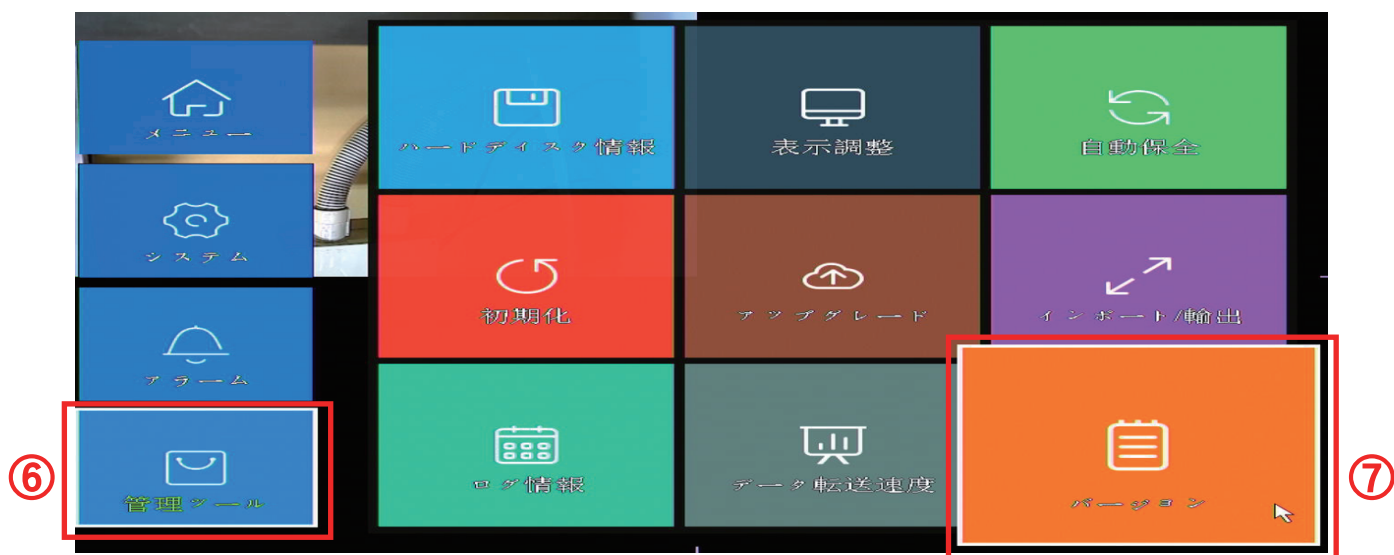 メニュー
ハードディスク情報
表示調整
自動保全
システム
初期化
アップグレード
インポート/輸出
アラーム
⑥
管理ツール
ログ情報
データ転送速度
バージョン
⑦